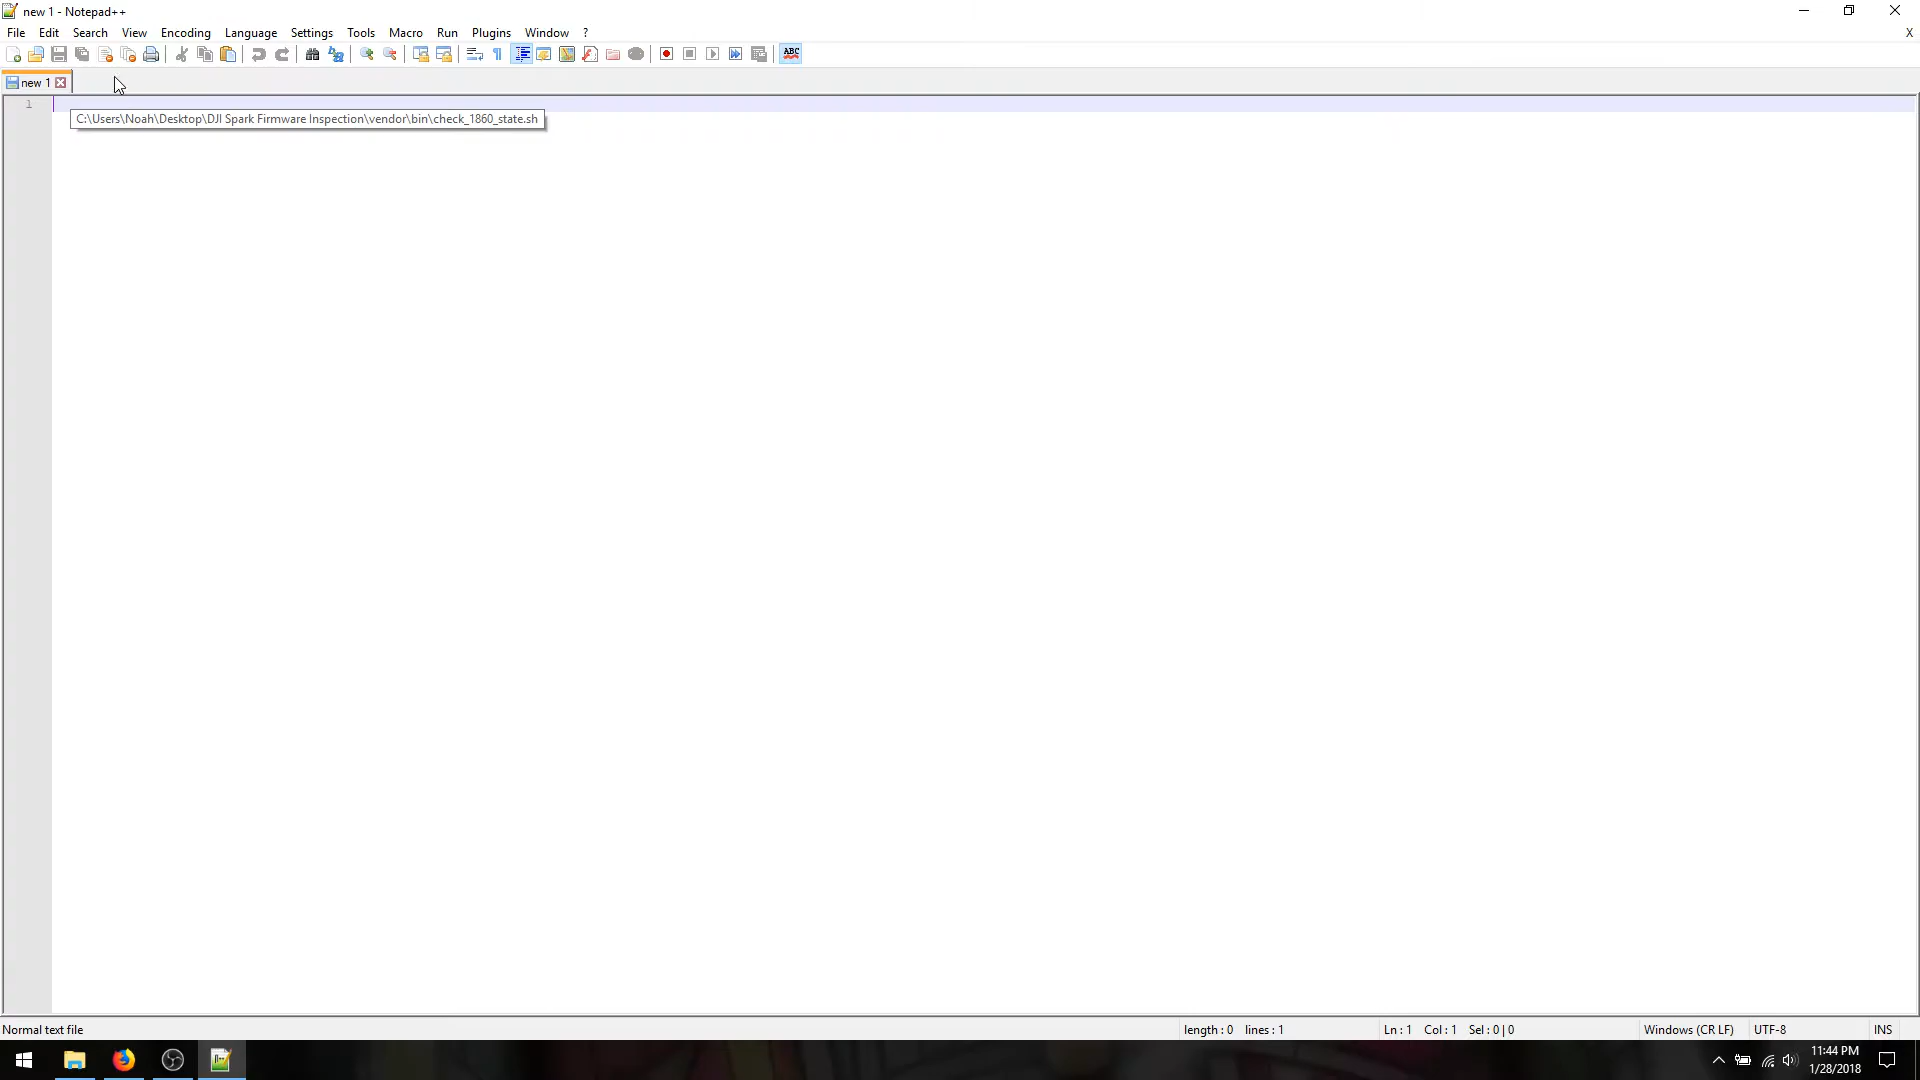 new 1 - Notepad++
File Edit Search View Encoding Language Settings Tools Macro Run Plugins Window ? X
ABC
new 1
1
C:\Users\Noah\Desktop\DJI Spark Firmware Inspection\vendor\bin\check_1860_state.sh
Normal text file length : 0 lines : 1 Ln : 1 Col : 1 Sel : 0 | 0 Windows (CR LF) UTF-8 INS
11:44 PM
1/28/2018